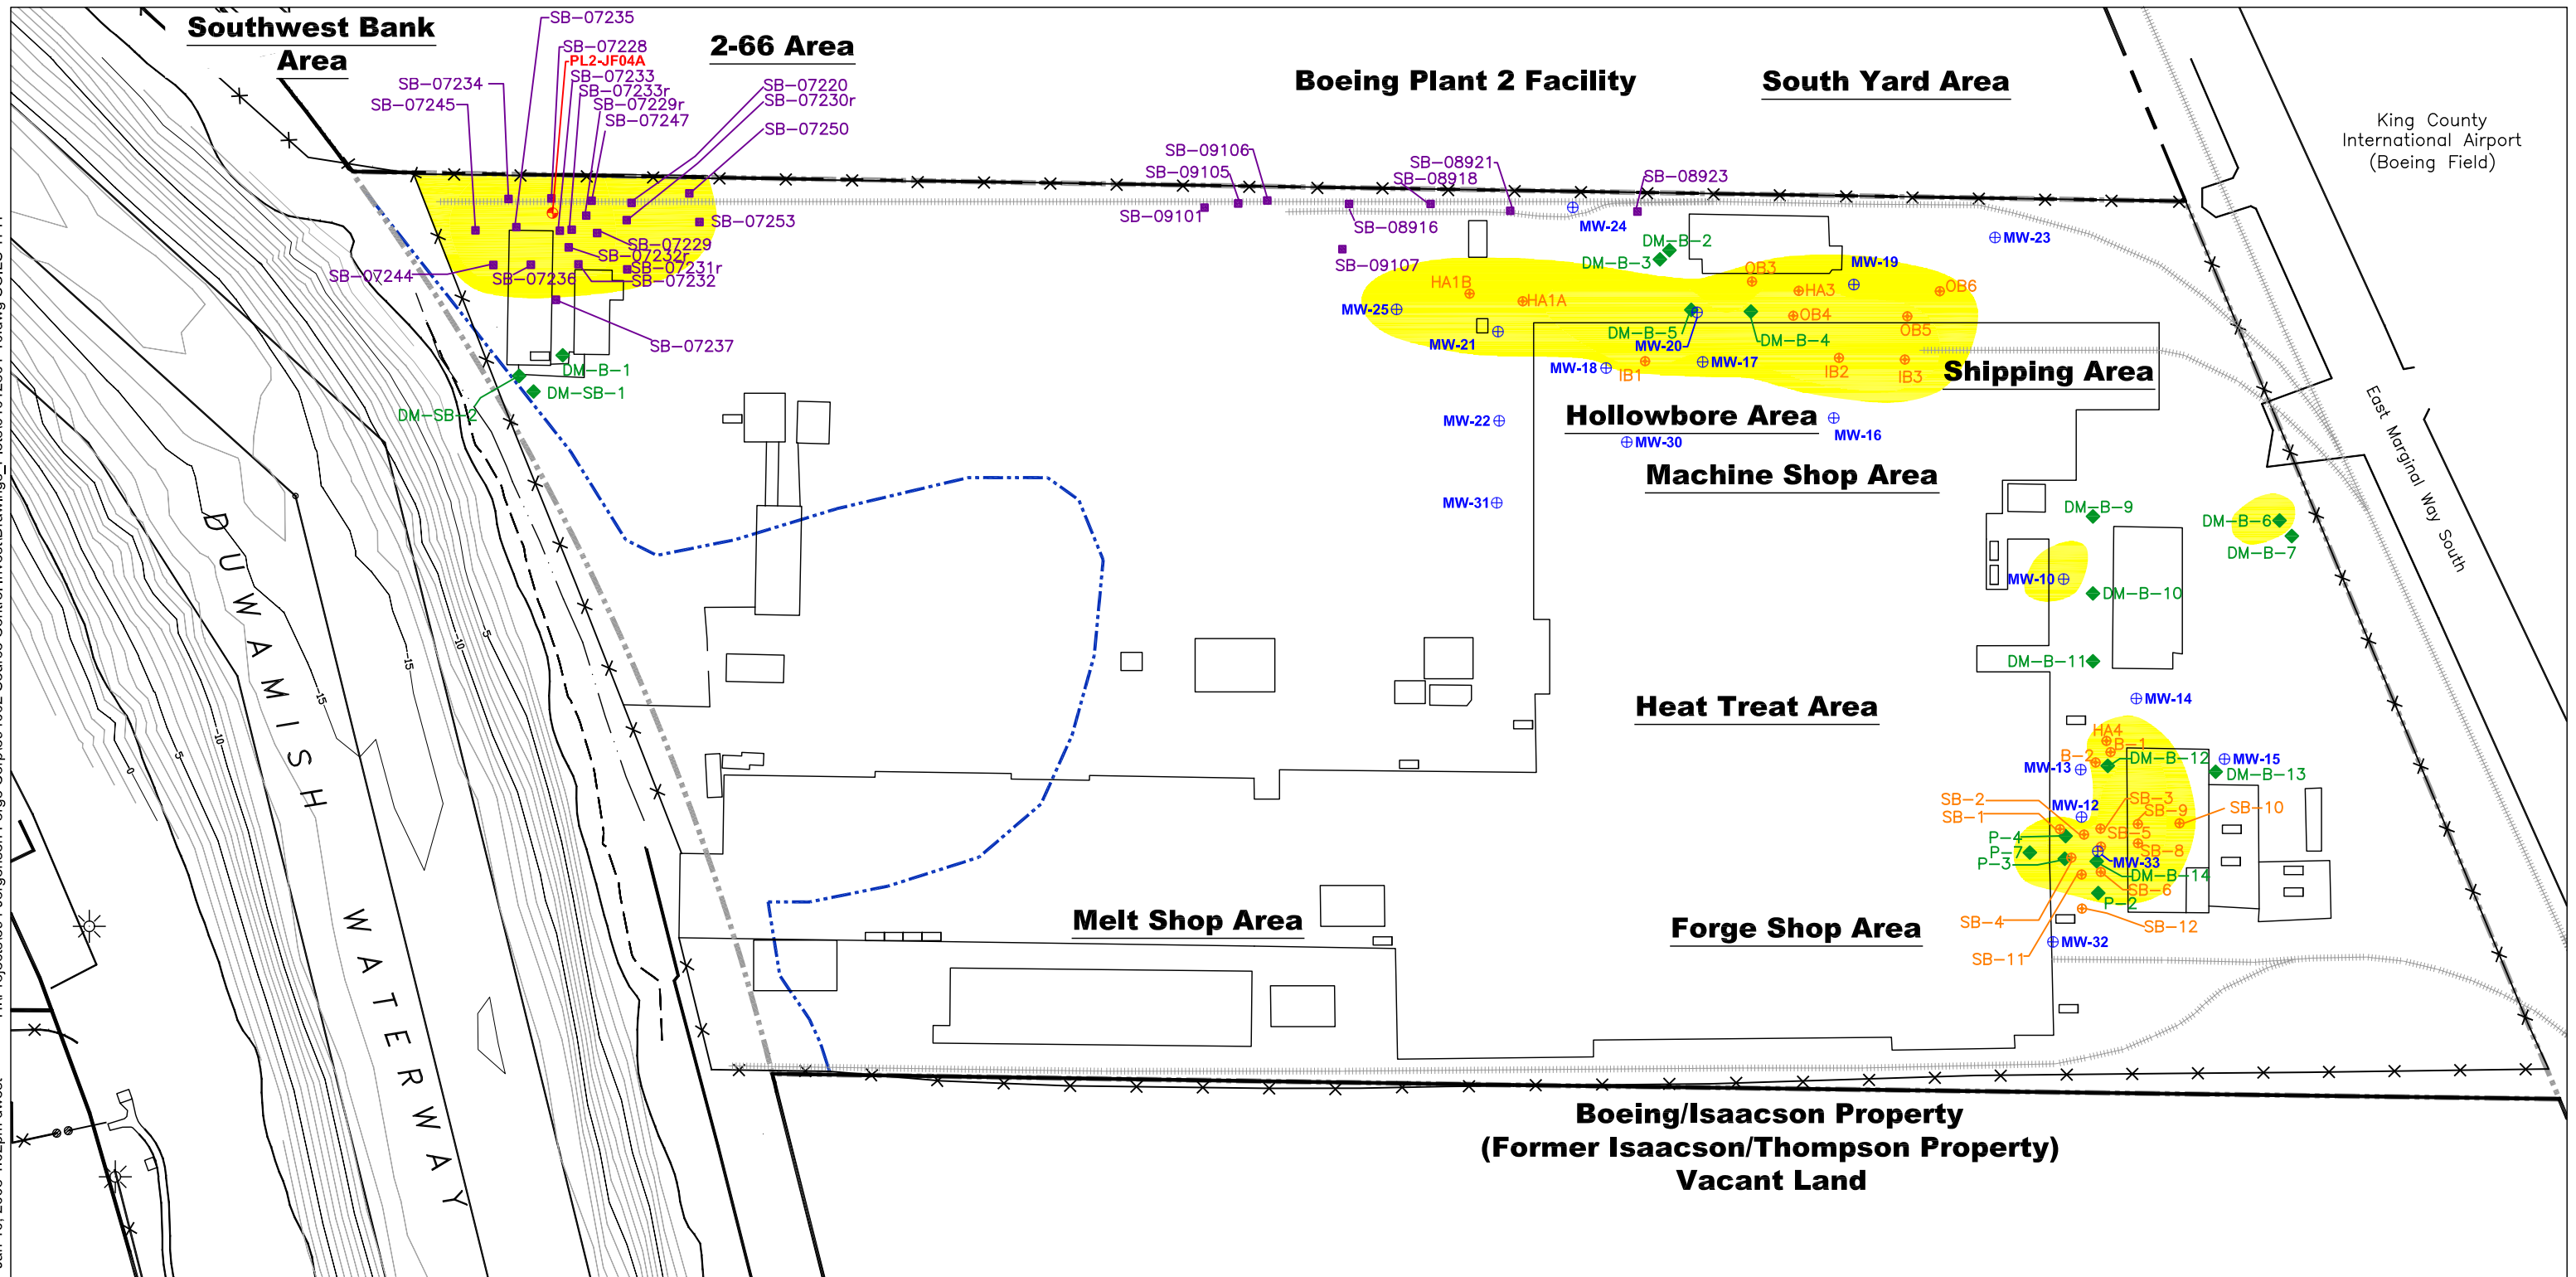 Southwest Bank
Area
2-66 Area
Boeing Plant 2 Facility
South Yard Area
King County
International Airport
(Boeing Field)
SB-07235
SB-07228
PL2-JF04A
SB-07233
SB-07233r
SB-07229r
SB-07247
SB-07234
SB-07245
SB-07220
SB-07230r
SB-07250
SB-07253
SB-07229
SB-07232r
SB-07231r
SB-07232
SB-07244
SB-07236
SB-07237
DM-B-1
DM-SB-1
DM-SB-2
SB-09106
SB-09105
SB-09101
SB-08921
SB-08918
SB-08916
SB-09107
SB-08923
MW-24
MW-23
DM-B-2
DM-B-3
MW-19
HA1B
HA1A
OB3
HA3
OB6
MW-25
OB4
OB5
DM-B-5
DM-B-4
MW-21
MW-20
MW-18
IB1
MW-17
IB2
IB3
Shipping Area
MW-22
Hollowbore Area
MW-30
MW-16
Machine Shop Area
MW-31
East Marginal Way South
DM-B-9
DM-B-6
DM-B-7
MW-10
DM-B-10
DM-B-11
MW-14
Heat Treat Area
HA4
B-1
B-2
DM-B-12
MW-13
MW-15
DM-B-13
SB-2
SB-1
MW-12
SB-3
SB-9
SB-10
P-4
SB-5
P-7
P-3
SB-8
MW-33
DM-B-14
SB-6
P-2
SB-4
SB-12
MW-32
SB-11
Melt Shop Area
Forge Shop Area
DUWAMISH
WATERWAY
-15
-10
-5
-15
-10
-5
0
Boeing/Isaacson Property
(Former Isaacson/Thompson Property)
Vacant Land